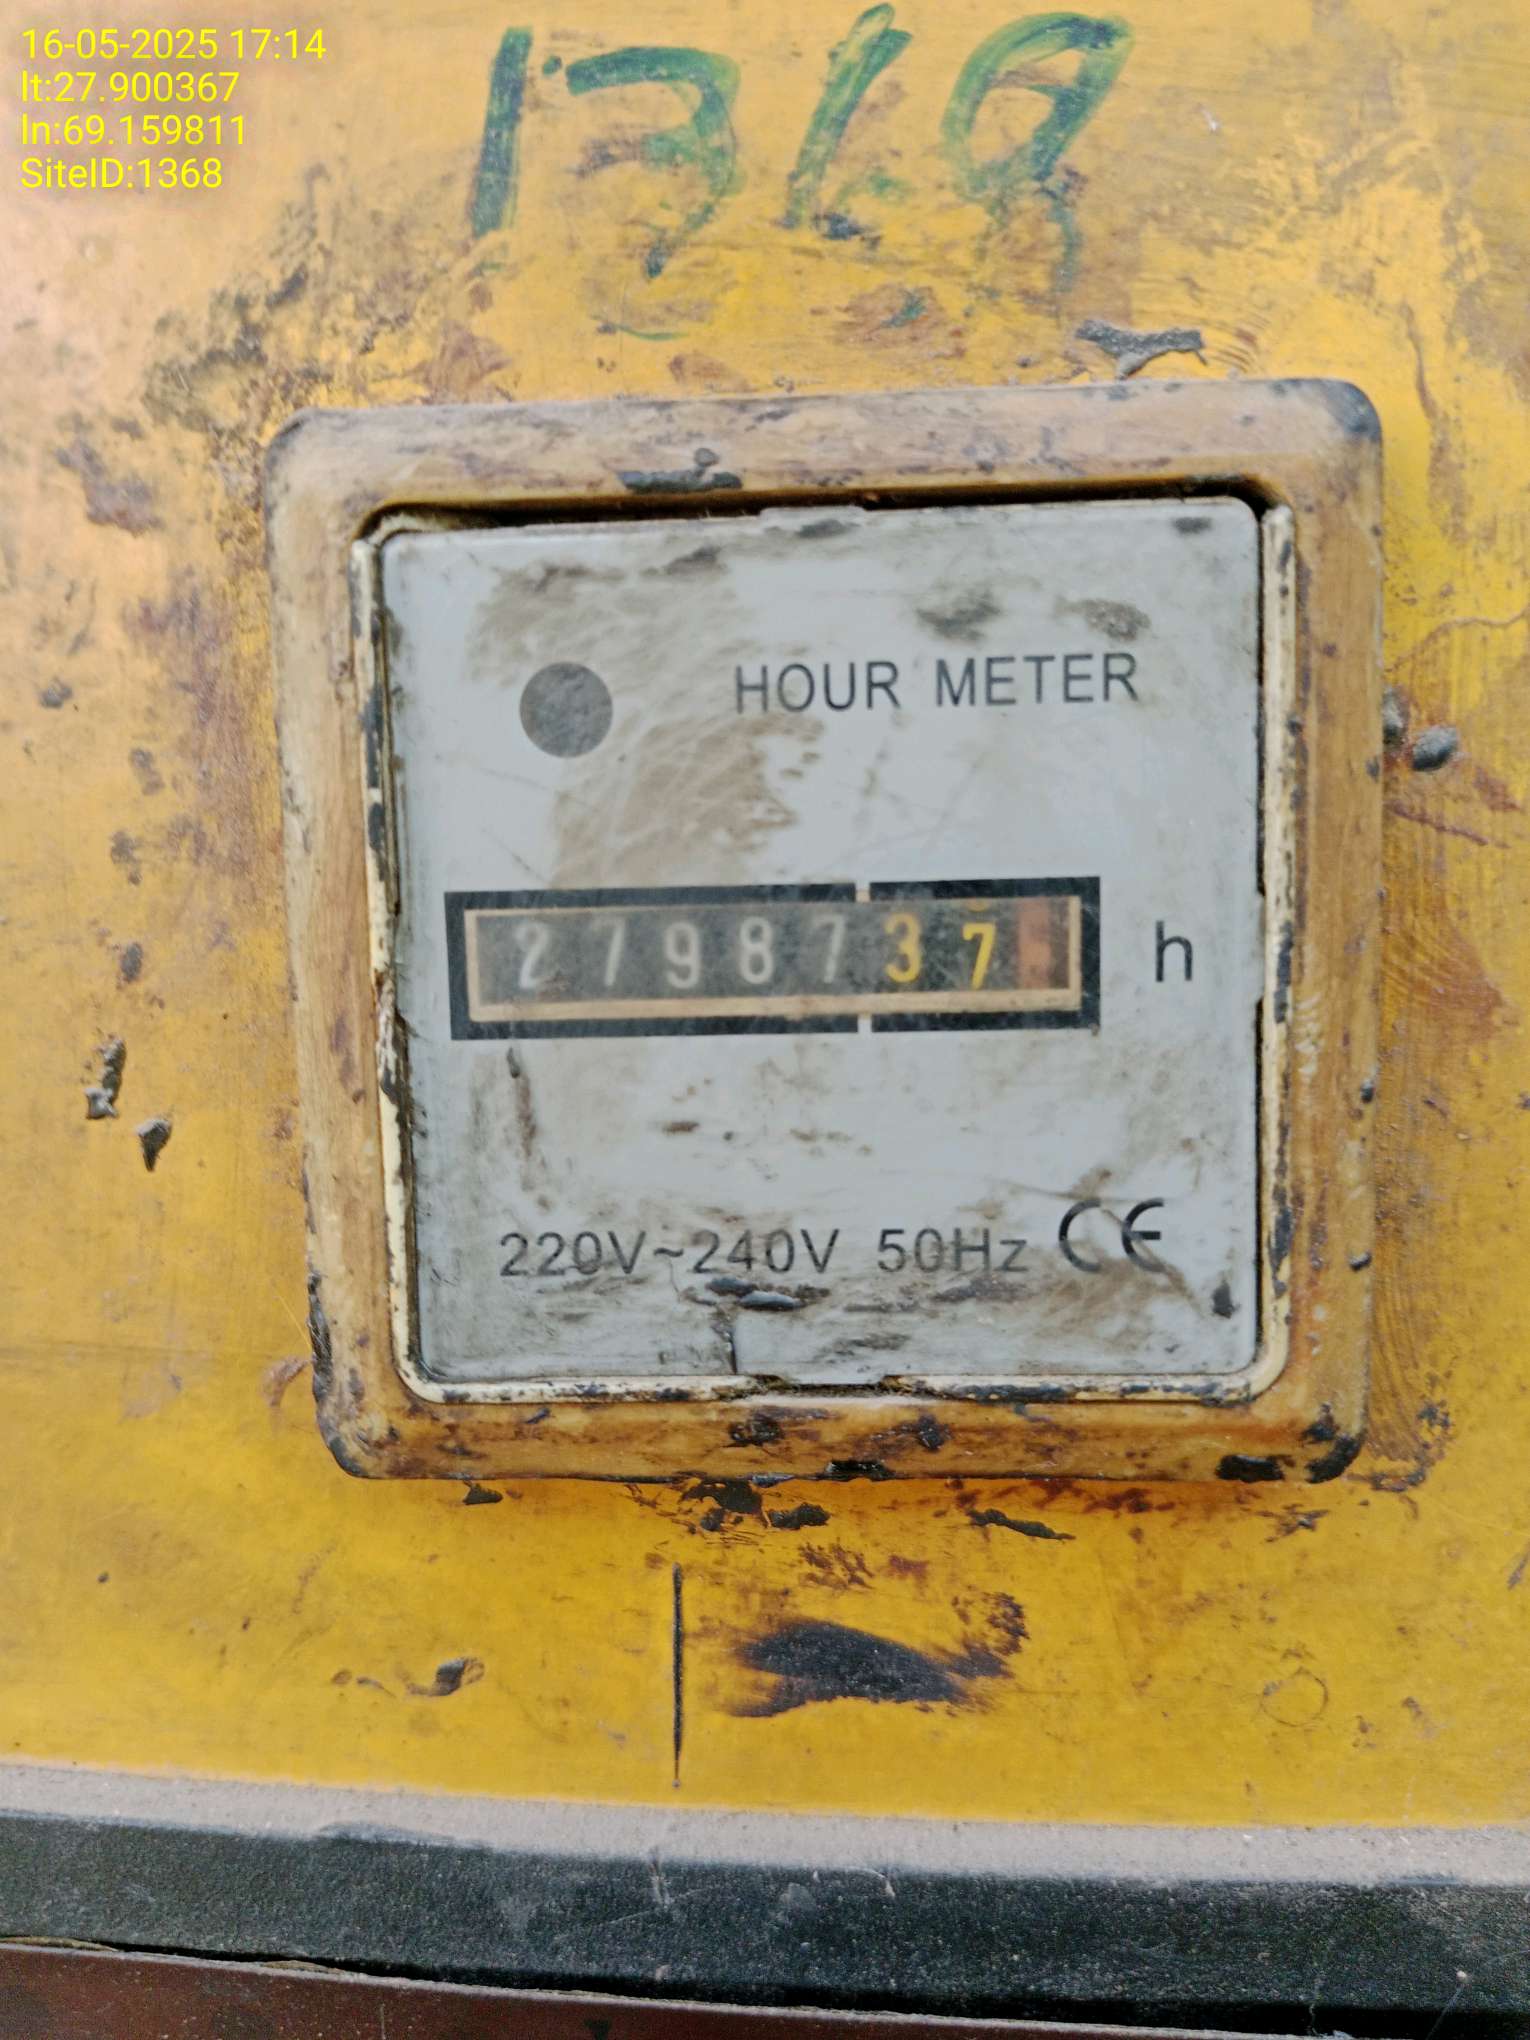 16-05-2025 17:14
lt:27.900367
ln:69.159811
SiteID:1368
HOUR METER
2798737 h
220V~240V 50Hz CE